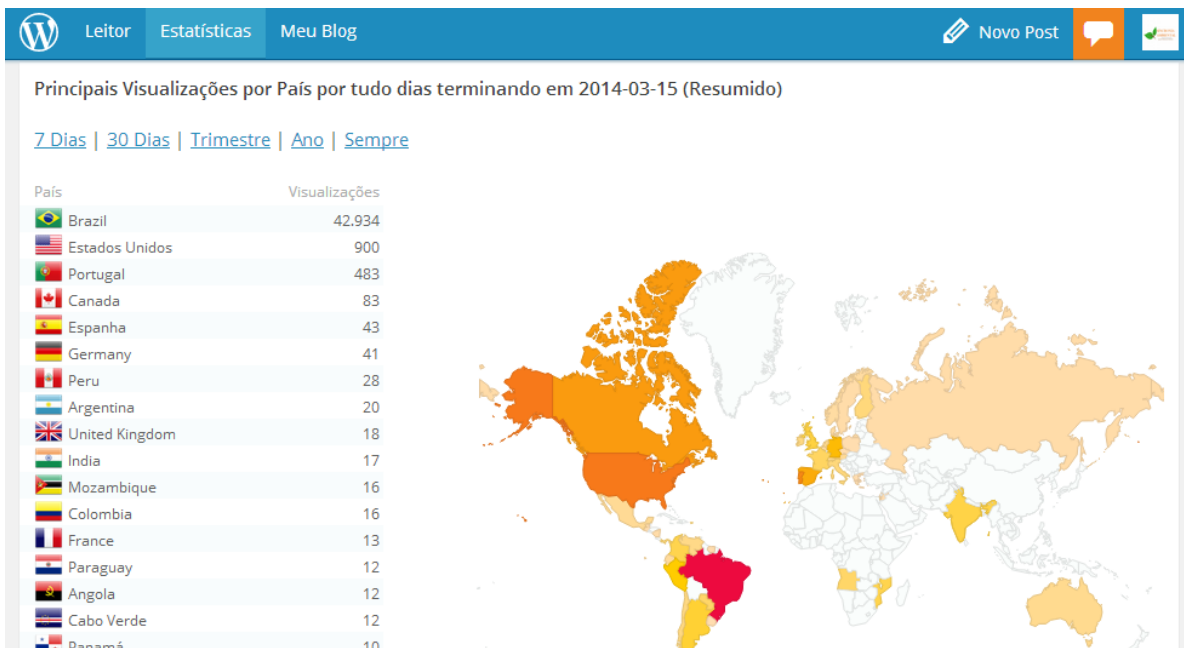 Leitor Estatísticas Meu Blog Novo Post
Principais Visualizações por País por tudo dias terminando em 2014-03-15 (Resumido)
7 Dias | 30 Dias | Trimestre | Ano | Sempre
País Visualizações
Brazil 42.934
Estados Unidos 900
Portugal 483
Canada 83
Espanha 43
Germany 41
Peru 28
Argentina 20
United Kingdom 18
India 17
Mozambique 16
Colombia 16
France 13
Paraguay 12
Angola 12
Cabo Verde 12
Panamá 10